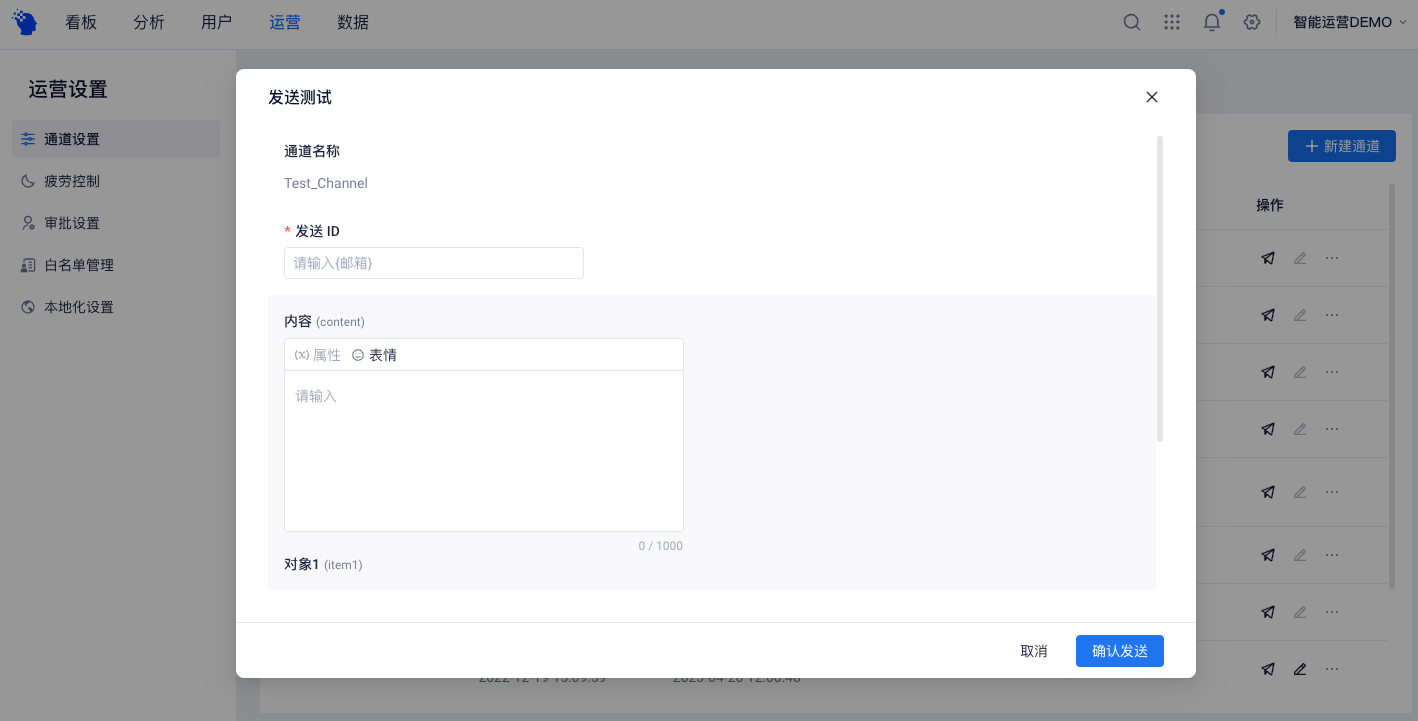 看板 分析 用户 运营 数据 智能运营DEMO
运营设置
通道设置
疲劳控制
审批设置
白名单管理
本地化设置
新建通道
操作
发送测试
通道名称
Test_Channel
* 发送 ID
请输入{邮箱}
内容 (content)
(x) 属性 表情
请输入
0 / 1000
对象1 (item1)
取消 确认发送